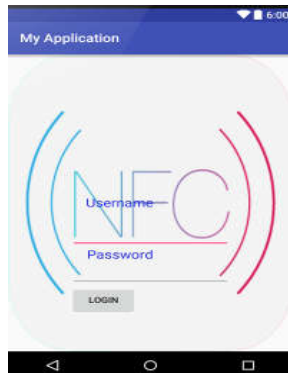 6:00
My Application
NFC
Username
Password
LOGIN